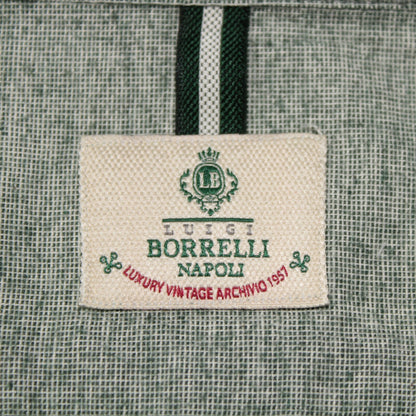 LB
LUIGI
BORRELLI
NAPOLI
LUXURY VINTAGE ARCHIVIO 1957